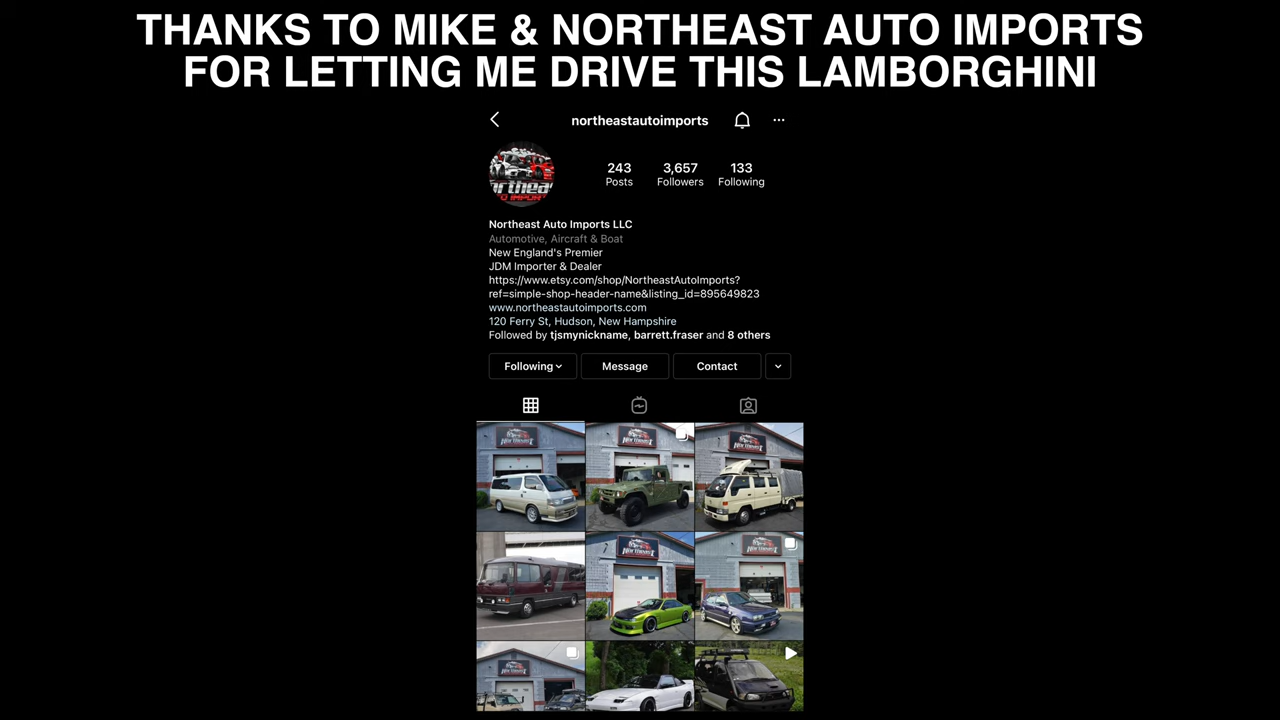 THANKS TO MIKE & NORTHEAST AUTO IMPORTS
FOR LETTING ME DRIVE THIS LAMBORGHINI
northeastautoimports
243
Posts
3,657
Followers
133
Following
Northeast Auto Imports LLC
Automotive, Aircraft & Boat
New England's Premier
JDM Importer & Dealer
https://www.etsy.com/shop/NortheastAutoImports?
ref=simple-shop-header-name&listing_id=895649823
www.northeastautoimports.com
120 Ferry St, Hudson, New Hampshire
Followed by tjsmynickname, barrett.fraser and 8 others
Following
Message
Contact